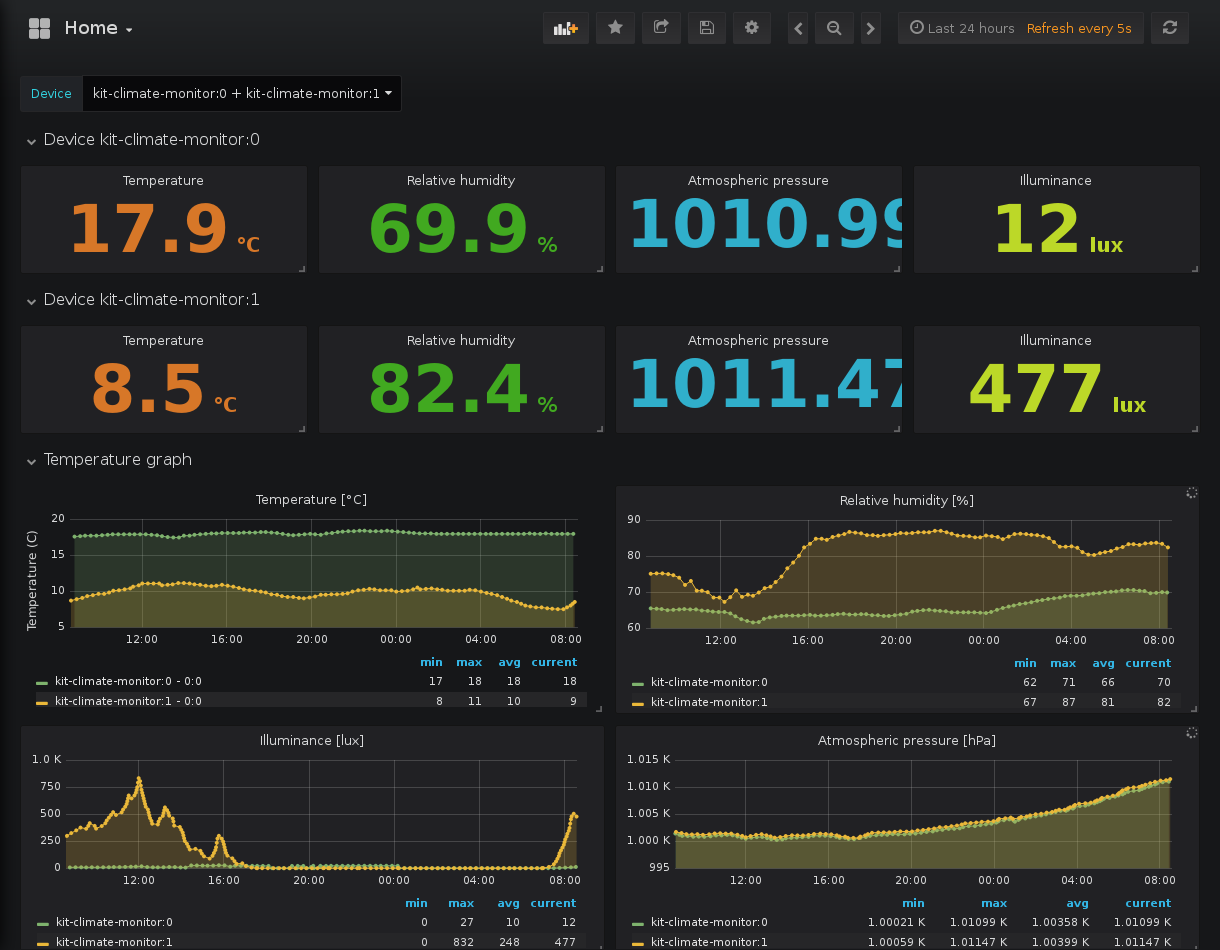 Home
Last 24 hours Refresh every 5s
Device kit-climate-monitor:0 + kit-climate-monitor:1
Device kit-climate-monitor:0
Temperature
17.9 °C
Relative humidity
69.9 %
Atmospheric pressure
1010.99
Illuminance
12 lux
Device kit-climate-monitor:1
Temperature
8.5 °C
Relative humidity
82.4 %
Atmospheric pressure
1011.47
Illuminance
477 lux
Temperature graph
Temperature [°C]
Temperature (C)
20
15
10
5
12:00 16:00 20:00 00:00 04:00 08:00
min max avg current
kit-climate-monitor:0 - 0:0 17 18 18 18
kit-climate-monitor:1 - 0:0 8 11 10 9
Relative humidity [%]
90
80
70
60
12:00 16:00 20:00 00:00 04:00 08:00
min max avg current
kit-climate-monitor:0 62 71 66 70
kit-climate-monitor:1 67 87 81 82
Illuminance [lux]
1.0 K
750
500
250
0
12:00 16:00 20:00 00:00 04:00 08:00
min max avg current
kit-climate-monitor:0 0 27 10 12
kit-climate-monitor:1 0 832 248 477
Atmospheric pressure [hPa]
1.015 K
1.010 K
1.005 K
1.000 K
995
12:00 16:00 20:00 00:00 04:00 08:00
min max avg current
kit-climate-monitor:0 1.00021 K 1.01099 K 1.00358 K 1.01099 K
kit-climate-monitor:1 1.00059 K 1.01147 K 1.00399 K 1.01147 K